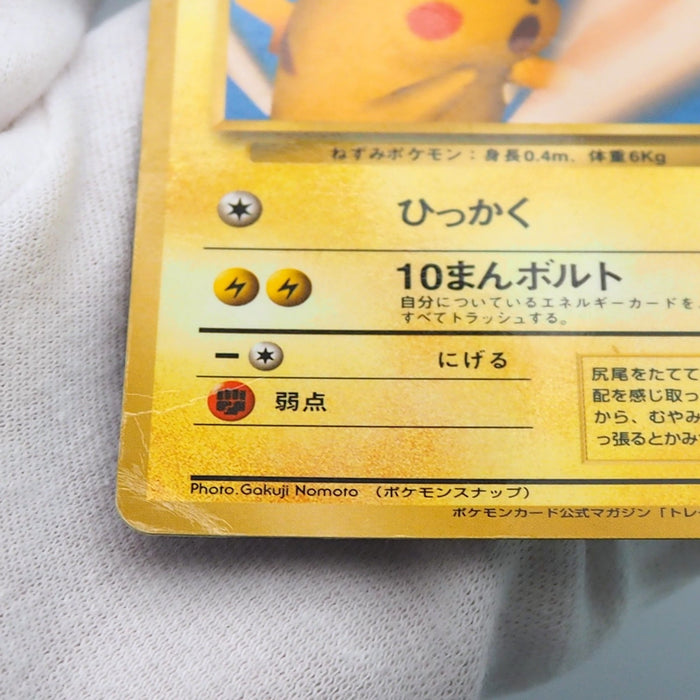 ねずみポケモン：身長0.4m、体重6Kg
ひっかく
10まんボルト
自分についているエネルギーカードを
すべてトラッシュする。
にげる
弱点
尻尾をたてて
配を感じ取っ
から、むやみ
っ張るとかみ
Photo.Gakuji Nomoto （ポケモンスナップ）
ポケモンカード公式マガジン「トレ